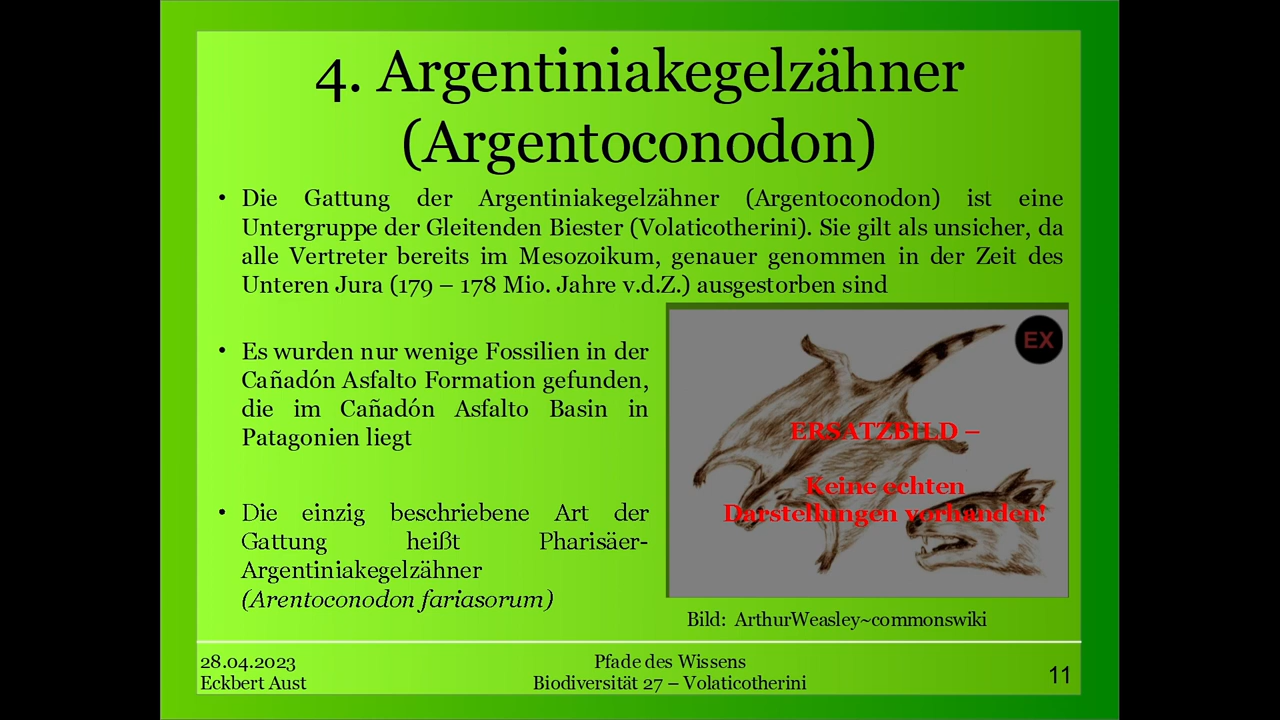 4. Argentiniakegelzähner
(Argentoconodon)
• Die Gattung der Argentiniakegelzähner (Argentoconodon) ist eine
Untergruppe der Gleitenden Biester (Volaticotherini). Sie gilt als unsicher, da
alle Vertreter bereits im Mesozoikum, genauer genommen in der Zeit des
Unteren Jura (179 – 178 Mio. Jahre v.d.Z.) ausgestorben sind
• Es wurden nur wenige Fossilien in der
Cañadón Asfalto Formation gefunden,
die im Cañadón Asfalto Basin in
Patagonien liegt
• Die einzig beschriebene Art der
Gattung heißt Pharisäer-
Argentiniakegelzähner
(Arentoconodon fariasorum)
EX
ERSATZBILD –
Keine echten
Darstellungen vorhanden!
Bild: ArthurWeasley~commonswiki
28.04.2023
Eckbert Aust
Pfade des Wissens
Biodiversität 27 – Volaticotherini
11